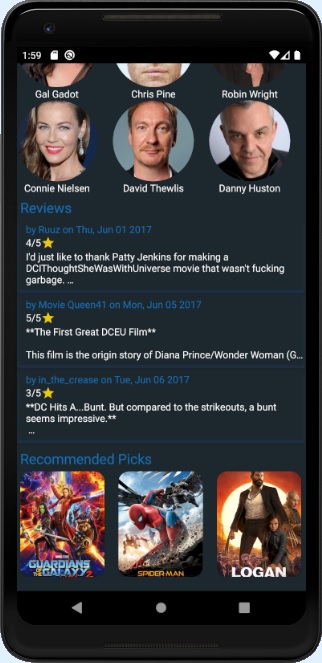 1:59
Gal Gadot Chris Pine Robin Wright
Connie Nielsen David Thewlis Danny Huston
Reviews
by Ruuz on Thu, Jun 01 2017
4/5⭐
I'd just like to thank Patty Jenkins for making a
DCIThoughtSheWasWithUniverse movie that wasn't fucking
garbage. ...
by Movie Queen41 on Mon, Jun 05 2017
5/5⭐
**The First Great DCEU Film**
This film is the origin story of Diana Prince/Wonder Woman (G...
by in_the_crease on Tue, Jun 06 2017
3/5⭐
**DC Hits A...Bunt. But compared to the strikeouts, a bunt
seems impressive.**
...
Recommended Picks
GUARDIANS
OF THE GALAXY 2
SPIDER-MAN
LOGAN